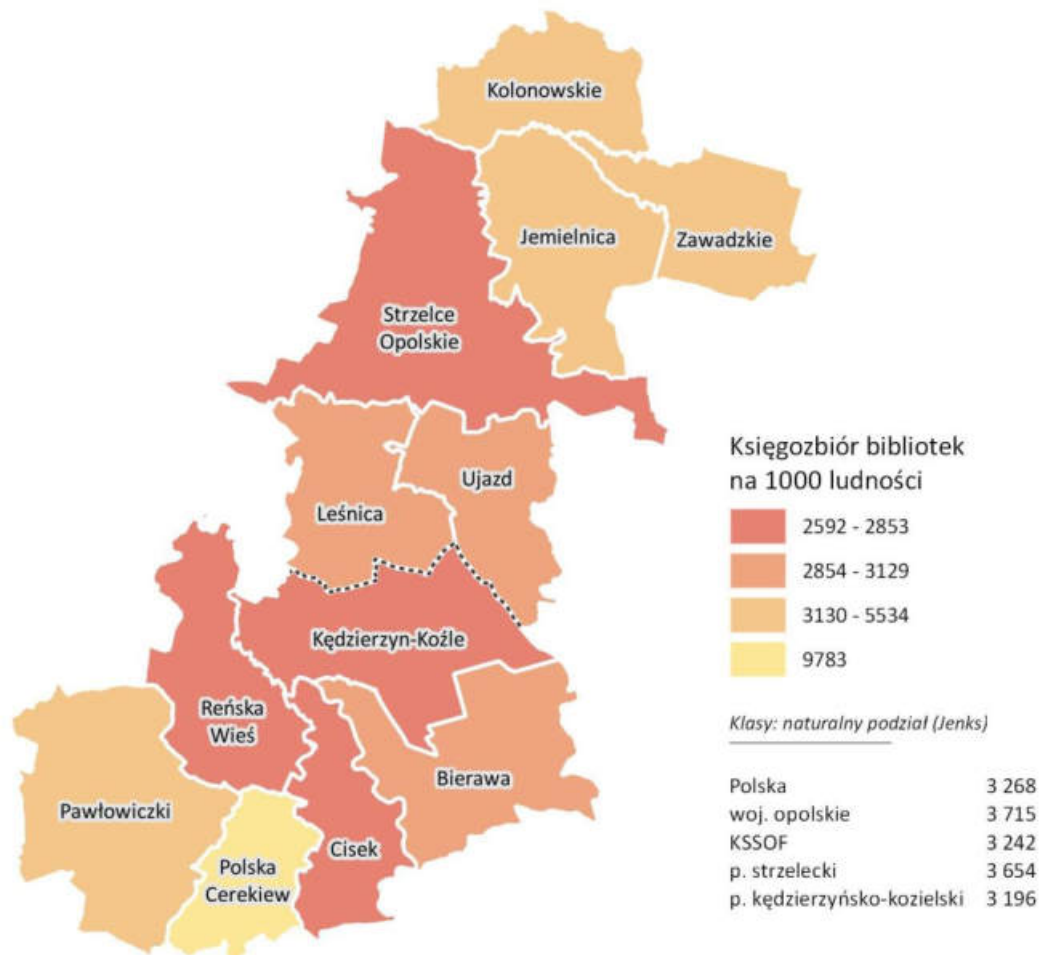 Kolonowskie
Jemielnica
Zawadzkie
Strzelce
Opolskie
Ujazd
Leśnica
Kędzierzyn-Koźle
Reńska
Wieś
Bierawa
Pawłowiczki
Cisek
Polska
Cerekiew
Księgozbiór bibliotek
na 1000 ludności
2592 - 2853
2854 - 3129
3130 - 5534
9783
Klasy: naturalny podział (Jenks)
Polska 3 268
woj. opolskie 3 715
KSSOF 3 242
p. strzelecki 3 654
p. kędzierzyńsko-kozielski 3 196